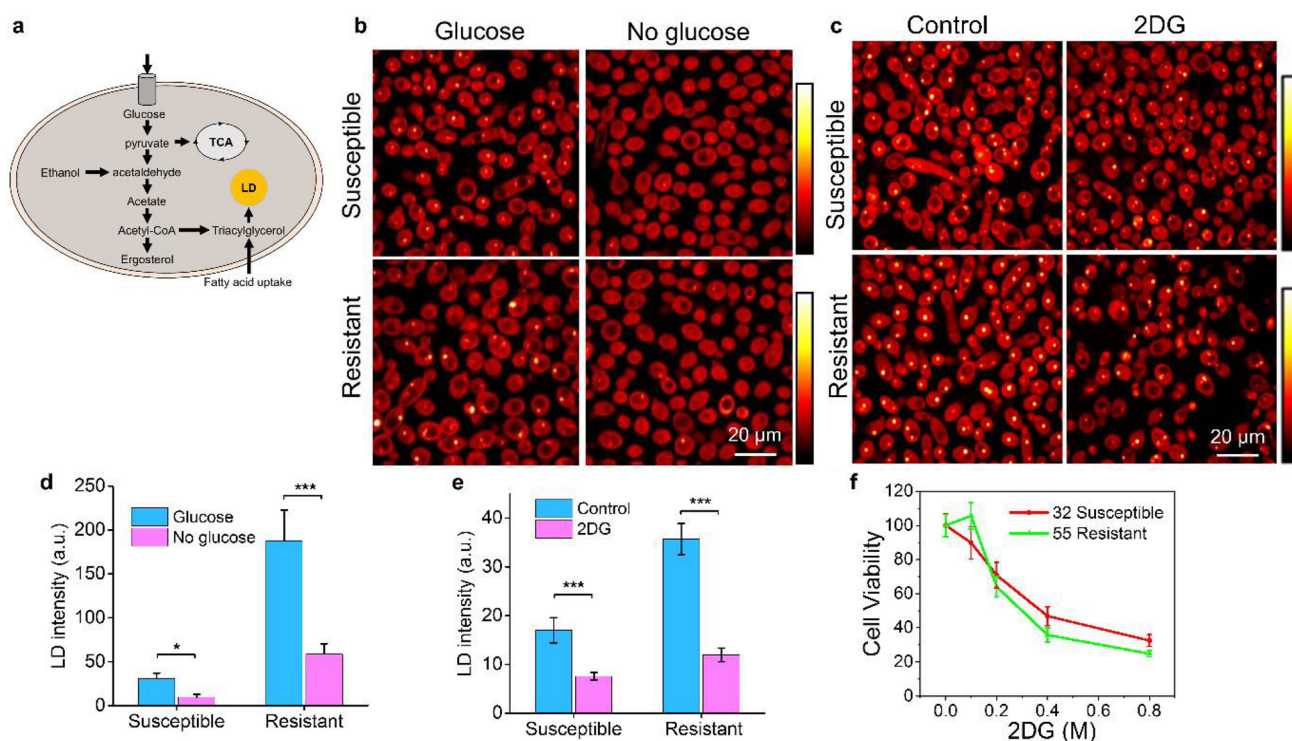 a
Glucose
pyruvate
TCA
Ethanol
acetaldehyde
LD
Acetate
Acetyl-CoA
Triacylglycerol
Ergosterol
Fatty acid uptake
b
Glucose
No glucose
Susceptible
Resistant
20 µm
c
Control
2DG
Susceptible
Resistant
20 µm
d
250
200
150
100
50
0
LD intensity (a.u.)
Glucose
No glucose
*
***
Susceptible
Resistant
e
40
30
20
10
0
LD intensity (a.u.)
Control
2DG
***
***
Susceptible
Resistant
f
120
100
80
60
40
20
0
Cell Viability
32 Susceptible
55 Resistant
0.0
0.2
0.4
0.6
0.8
2DG (M)